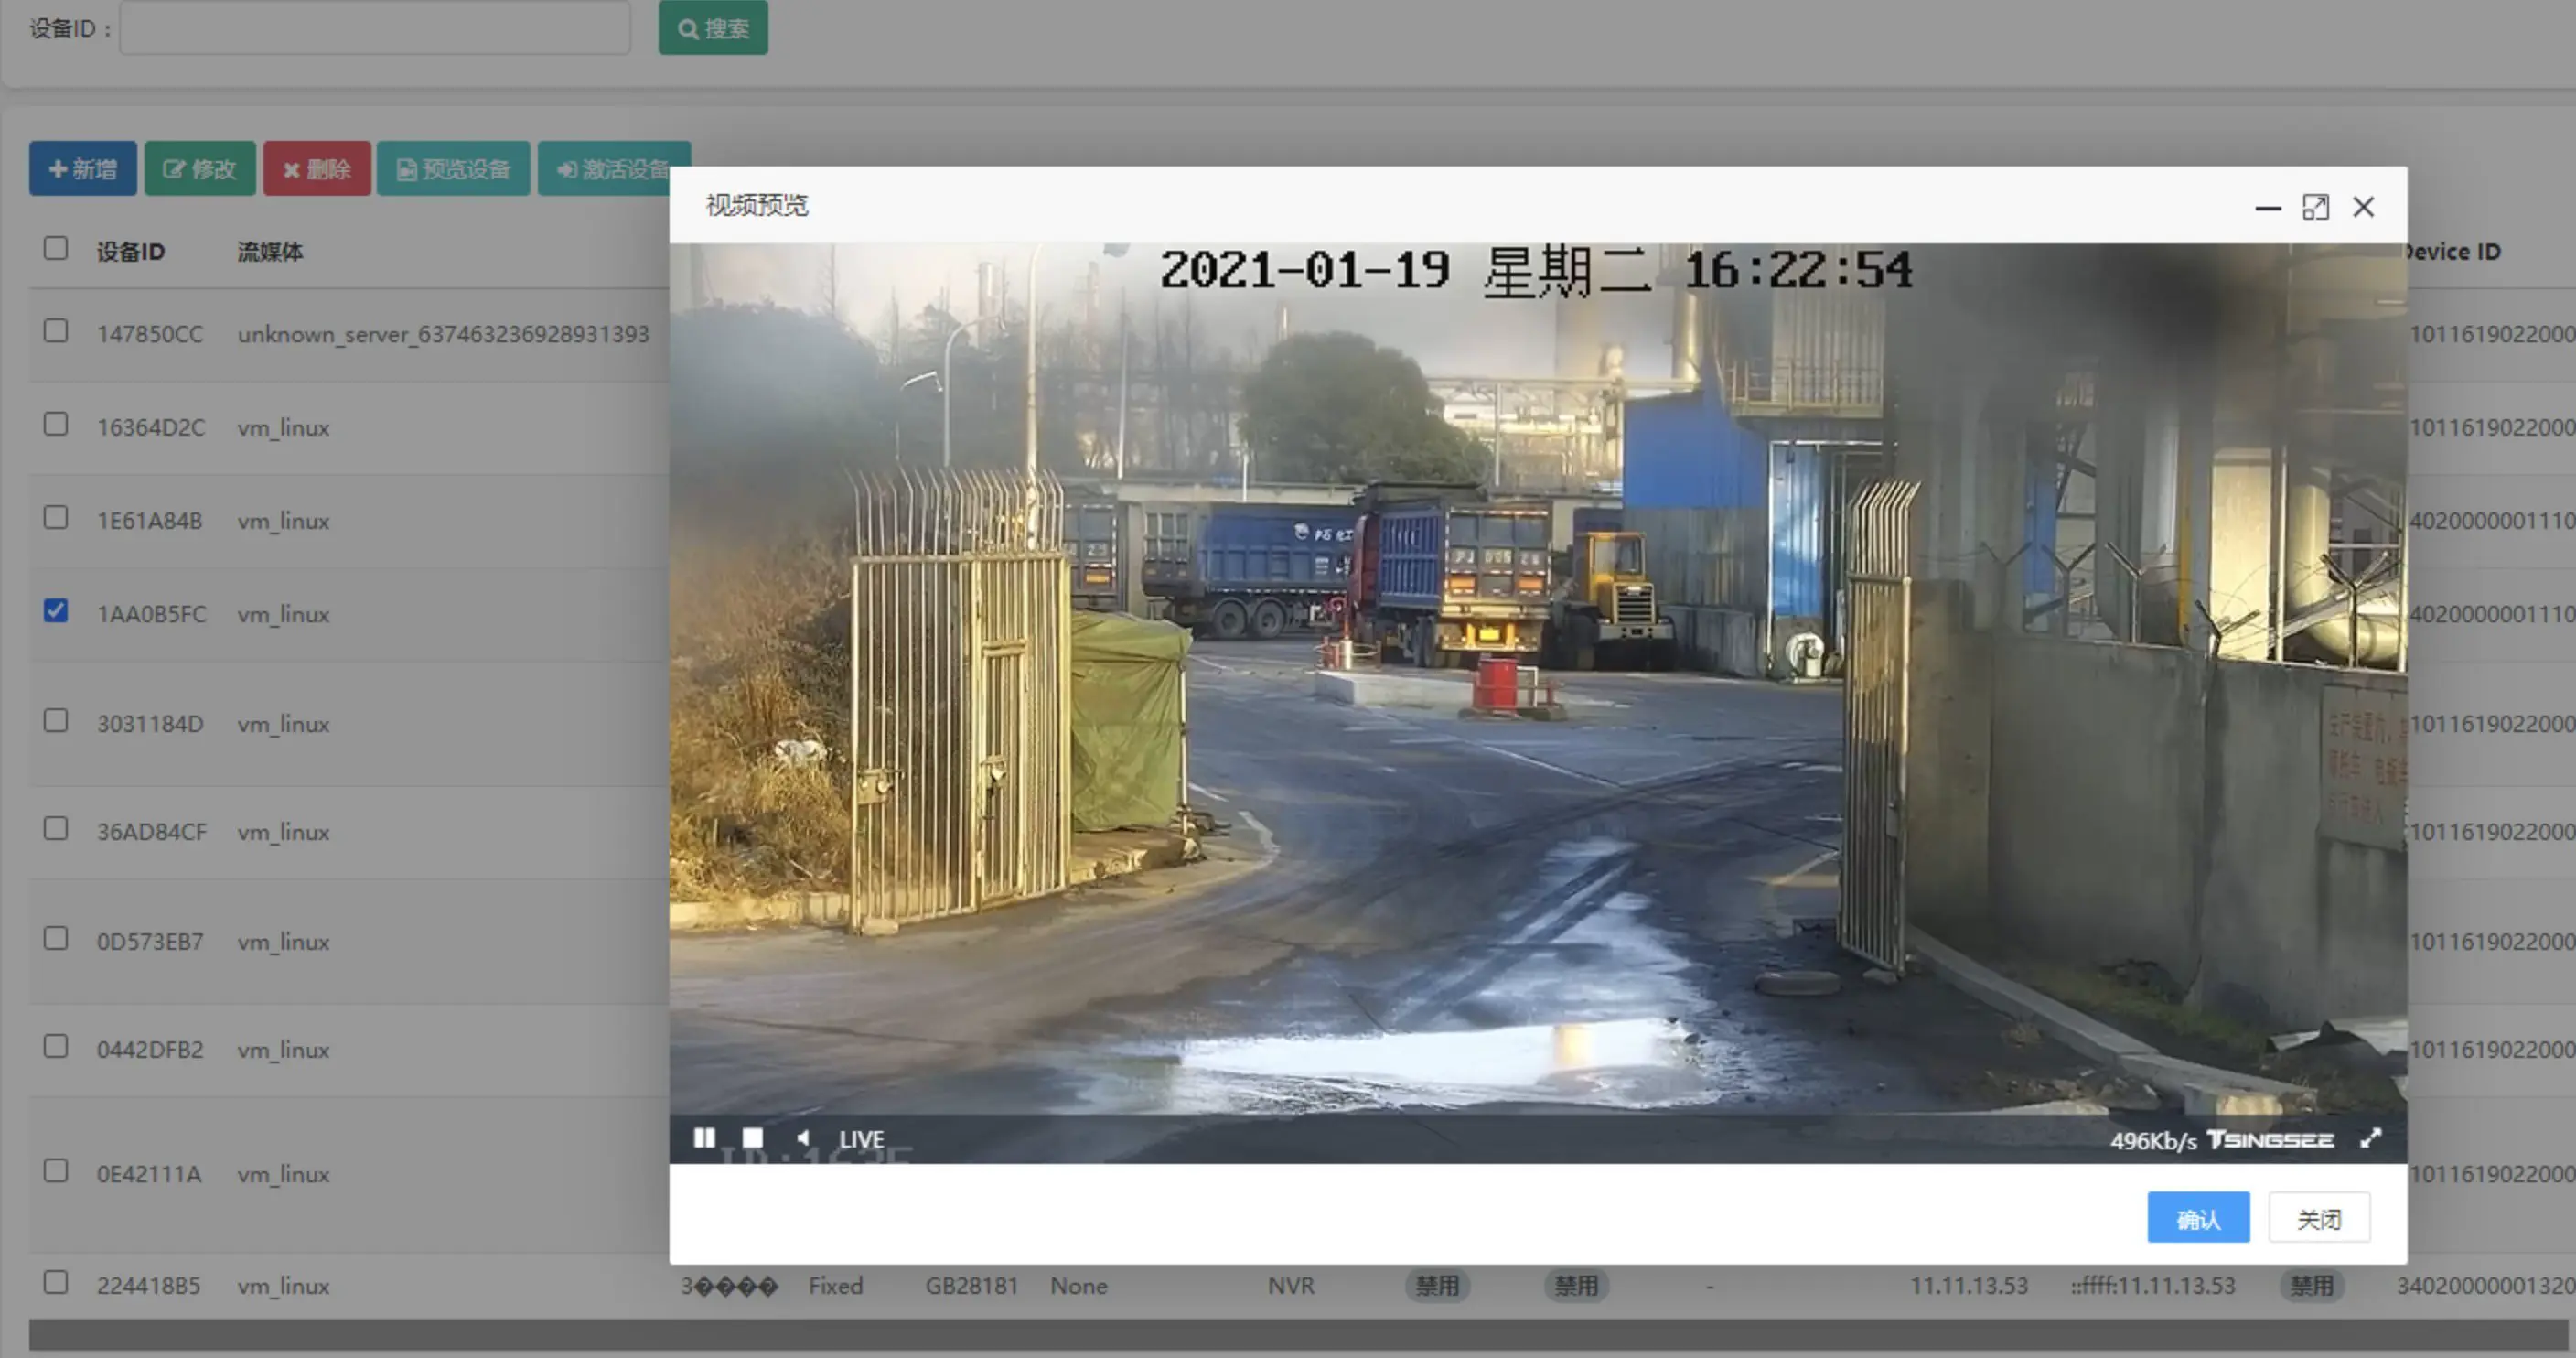 设备ID：
搜索
新增 修改 删除 预览设备 激活设备
设备ID 流媒体
147850CC unknown_server_637463236928931393
16364D2C vm_linux
1E61A84B vm_linux
1AA0B5FC vm_linux
3031184D vm_linux
36AD84CF vm_linux
0D573EB7 vm_linux
0442DFB2 vm_linux
0E42111A vm_linux
224418B5 vm_linux 3���� Fixed GB28181 None NVR 禁用 禁用 - 11.11.13.53 ::ffff:11.11.13.53 禁用 34020000001320
视频预览
2021-01-19 星期二 16:22:54
LIVE
496Kb/s TSINGSEE
确认 关闭
Device ID
1011619022000
1011619022000
4020000001110
4020000001110
1011619022000
1011619022000
1011619022000
1011619022000
1011619022000